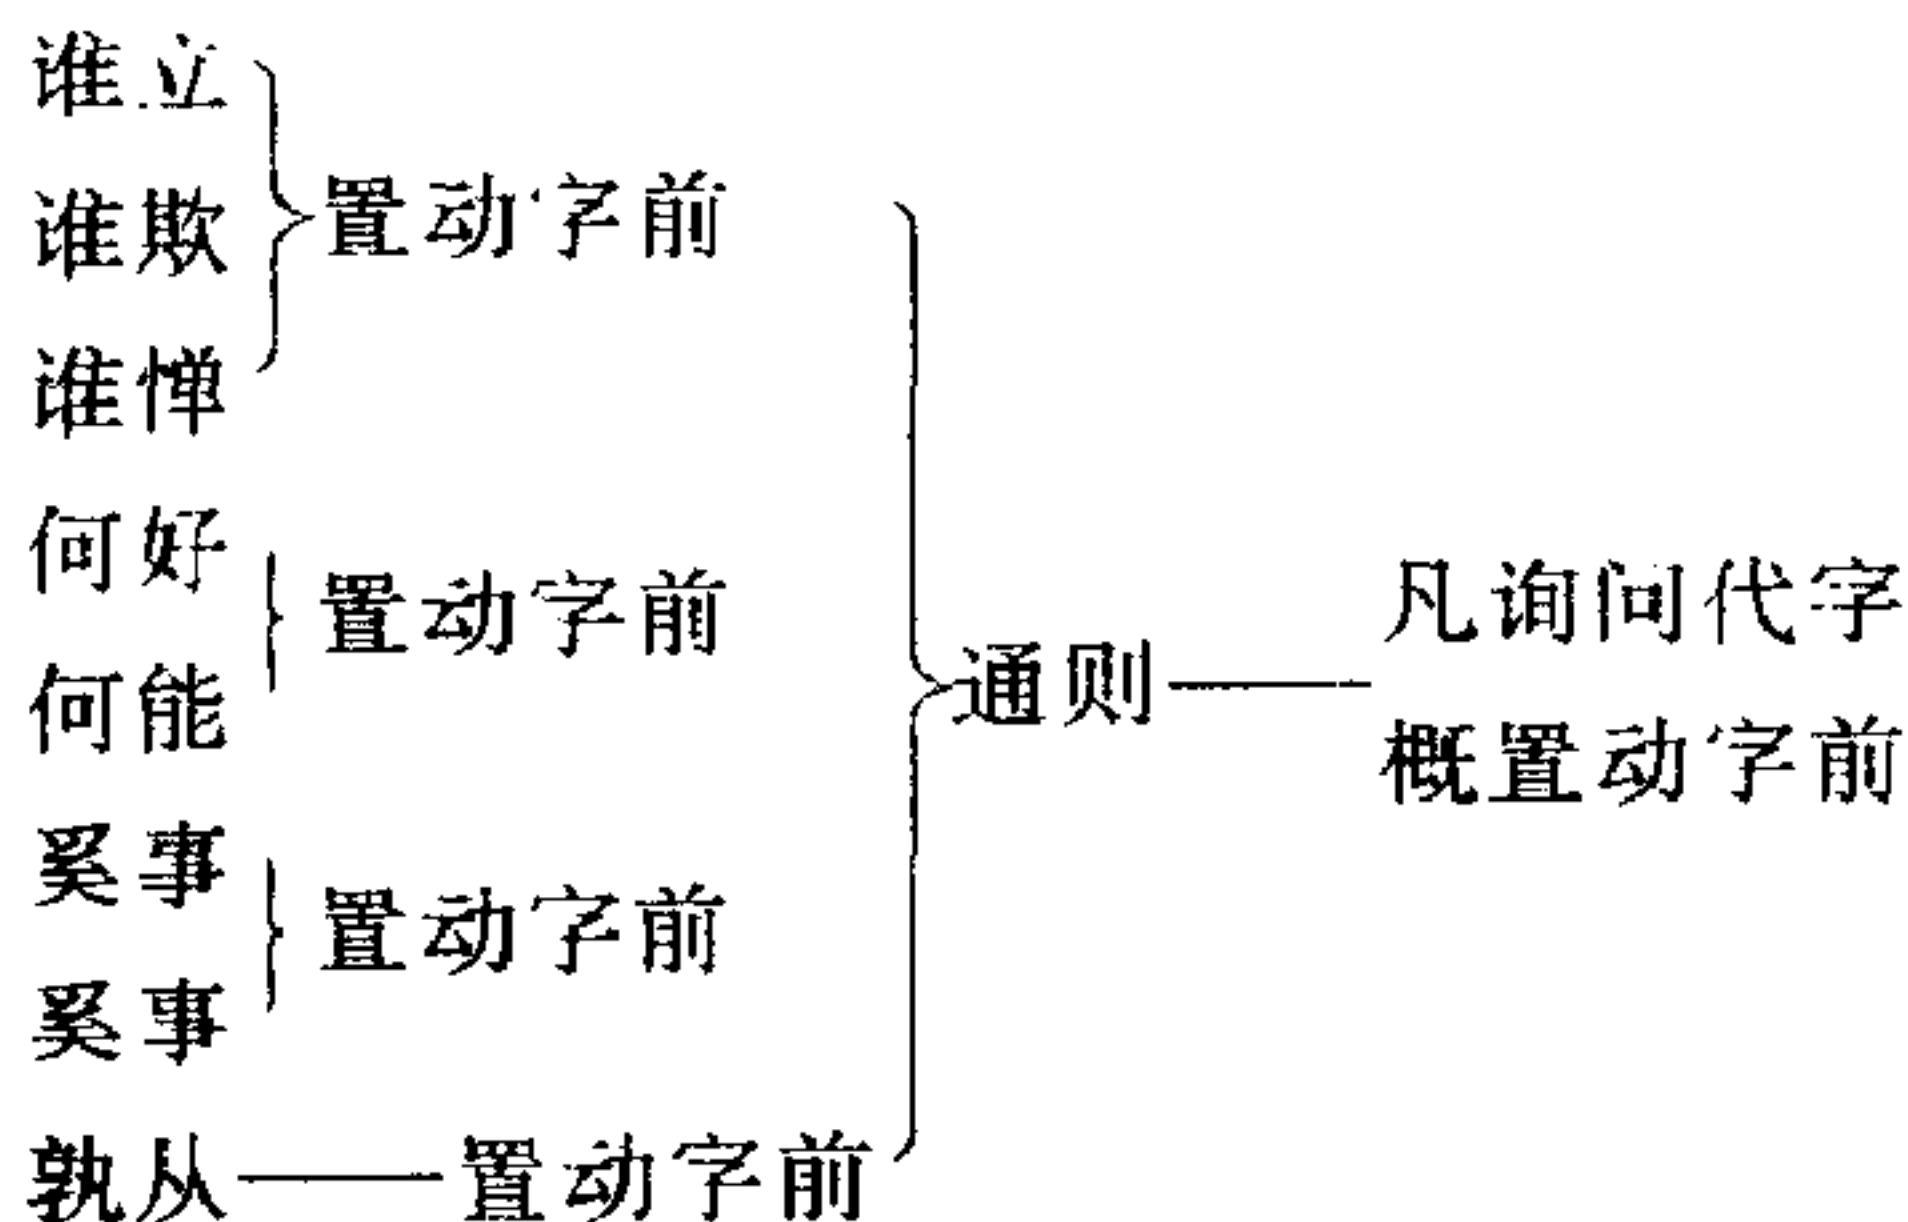 谁立
谁欺
置动字前
谁惮
何好
何能
置动字前
奚事
奚事
置动字前
孰从——置动字前
通则——凡询问代字
概置动字前